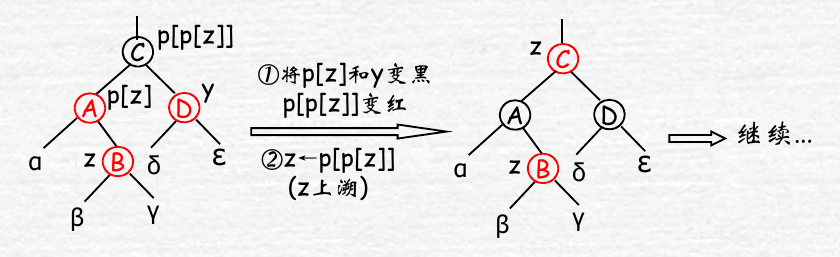 C p[p[z]]
A p[z]
D y
α
z B
δ
ε
β
γ
①将p[z]和y变黑
p[p[z]]变红
②z←p[p[z]]
(z上溯)
z C
A
D
α
z B
δ
ε
β
γ
继续...